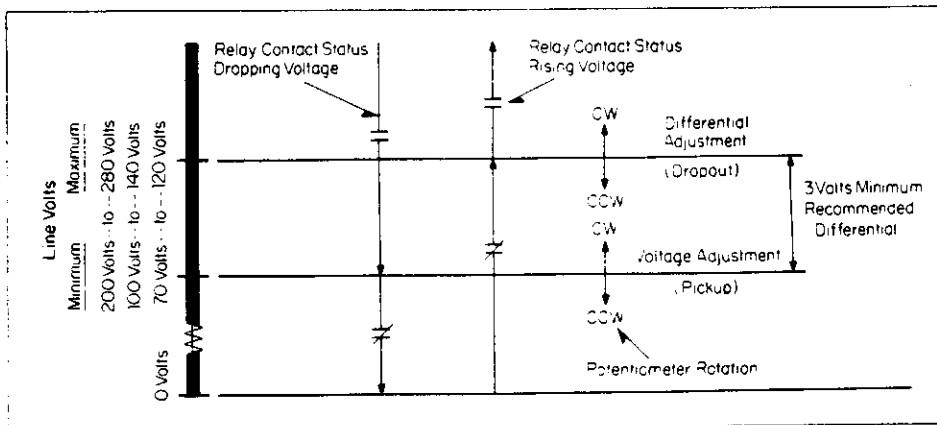 Relay Contact Status
Dropping Voltage
Relay Contact Status
Rising Voltage
Line Volts
Minimum Maximum
200 Volts -- to -- 280 Volts
100 Volts -- to -- 140 Volts
70 Volts -- to -- 120 Volts
0 Volts
CW
CCW
CW
CCW
Differential
Adjustment
(Dropout)
3 Volts Minimum
Recommended
Differential
Voltage Adjustment
(Pickup)
Potentiometer Rotation